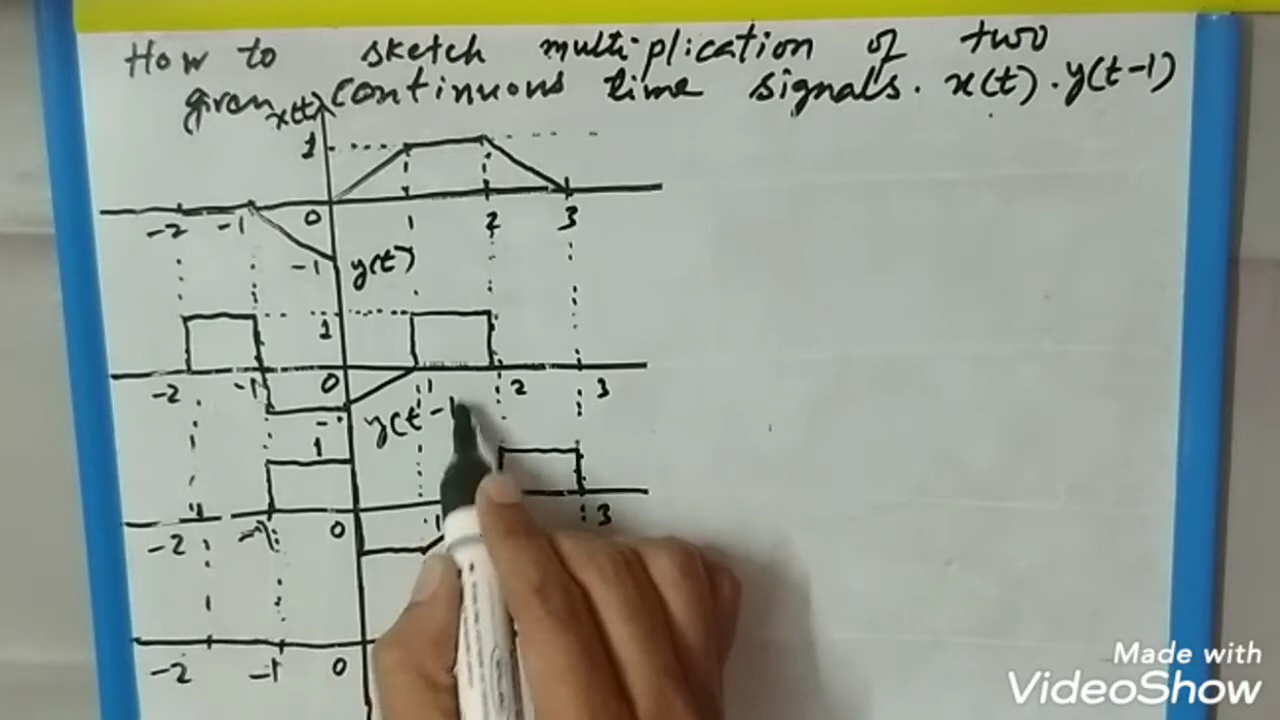 How to sketch multiplication of two
given continuous time signals. x(t).y(t-1)
x(t)
1
-2 -1 0 1 2 3
-1 y(t)
1
-2 -1 0 1 2 3
-1 y(t-1
1
-2 -1 0 1 3
-2 -1 0
Made with
VideoShow